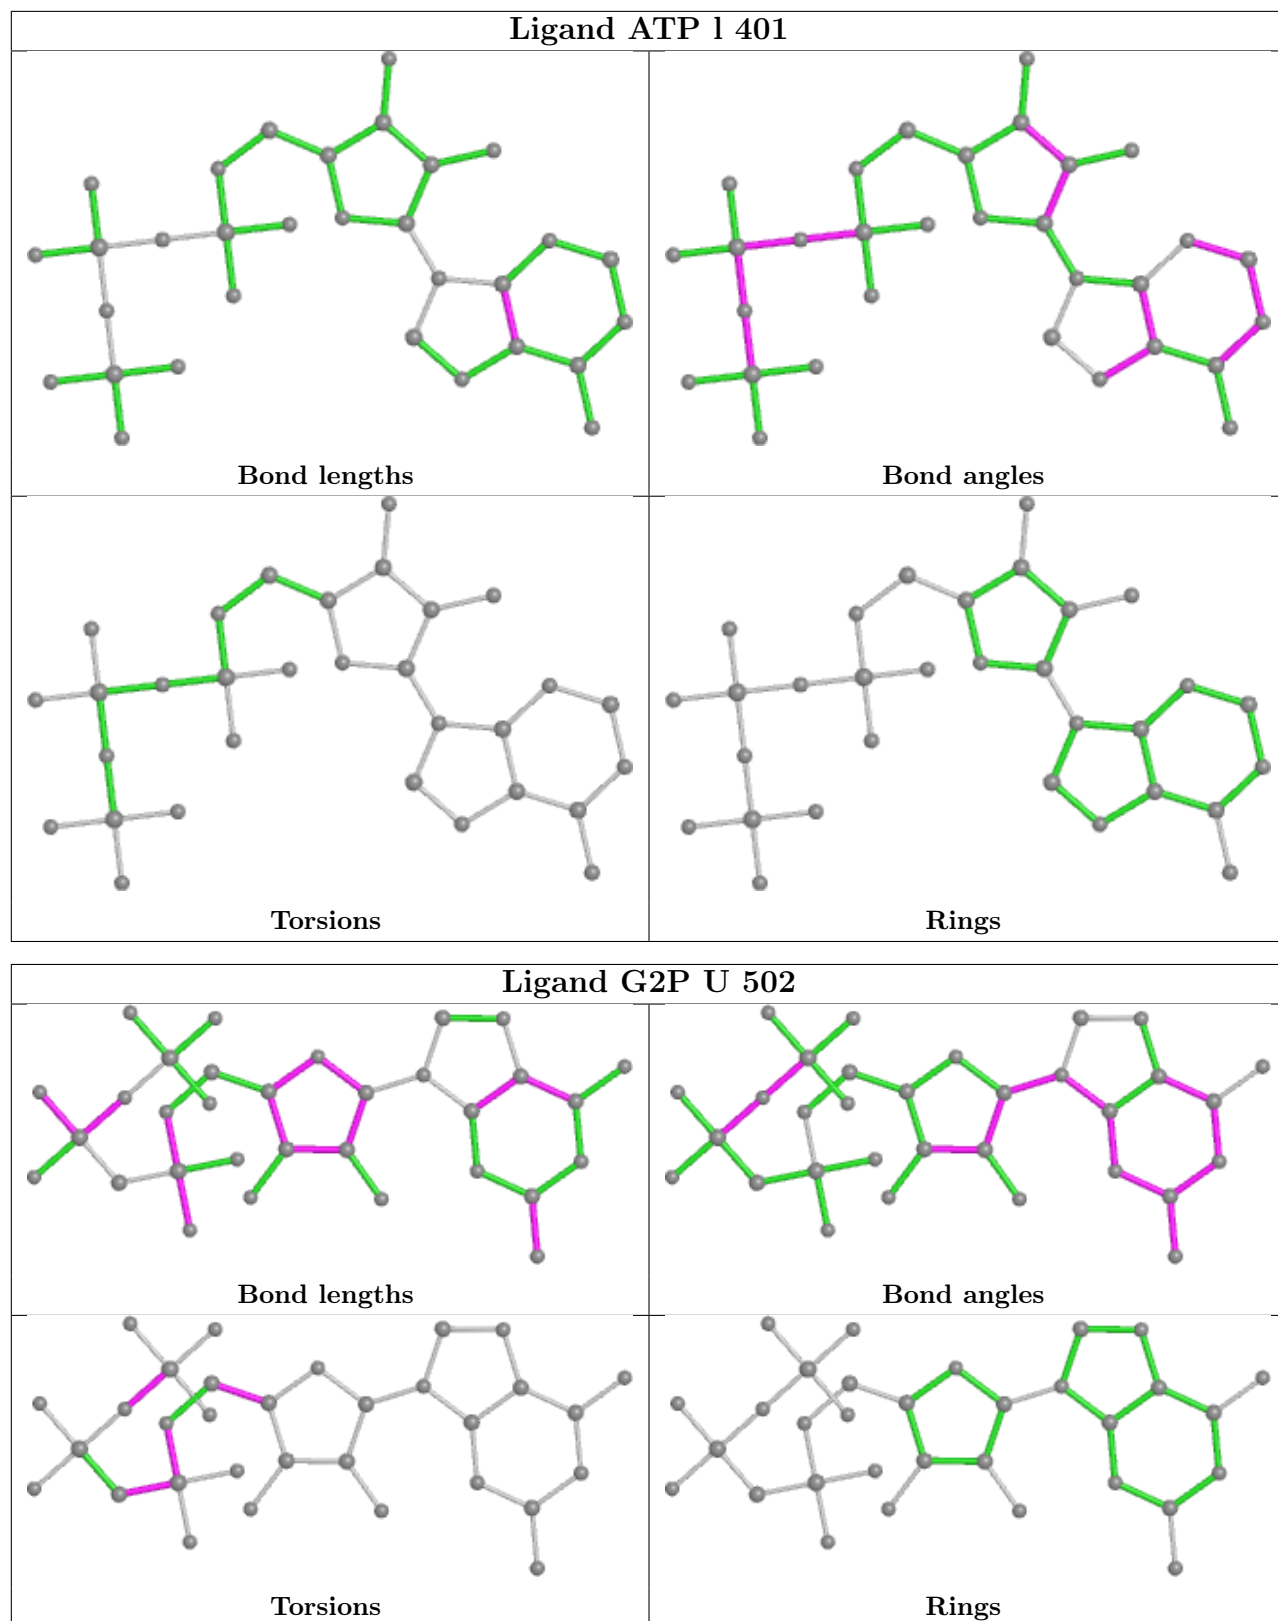 Ligand ATP l 401
Bond lengths
Bond angles
Torsions
Rings
Ligand G2P U 502
Bond lengths
Bond angles
Torsions
Rings